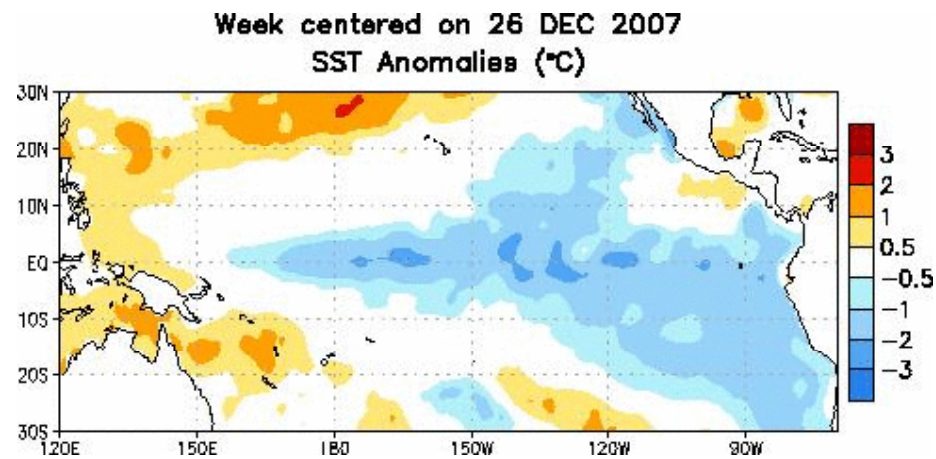 Week centered on 26 DEC 2007
SST Anomalies (°C)
30N
20N
10N
EQ
10S
20S
30S
120E 150E 180 150W 120W 90W
3
2
1
0.5
-0.5
-1
-2
-3